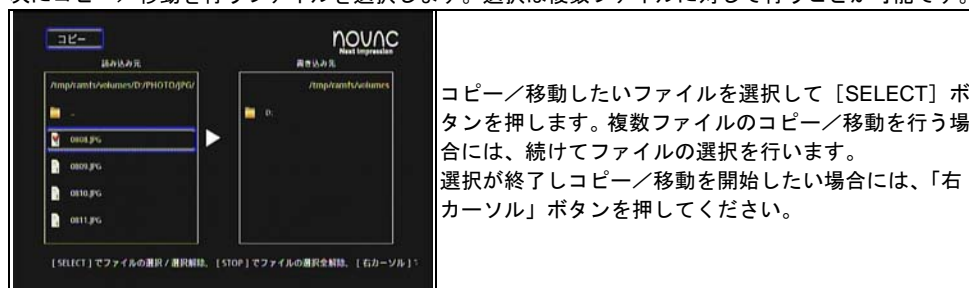 次にコピー／移動を行うファイルを選択します。選択は複数ファイルに対して行うことが可能です。
コピー
novac
Next Impression
読み込み元
書き込み先
/tmp/ramfs/volumes/D:/PHOTO/JPG/
/tmp/ramfs/volumes
..
D:
0808.JPG
0809.JPG
0810.JPG
0811.JPG
[SELECT]でファイルの選択/選択解除、[STOP]でファイルの選択全解除、[右カーソル]で
コピー／移動したいファイルを選択して［SELECT］ボ
タンを押します。複数ファイルのコピー／移動を行う場
合には、続けてファイルの選択を行います。
選択が終了しコピー／移動を開始したい場合には、「右
カーソル」ボタンを押してください。